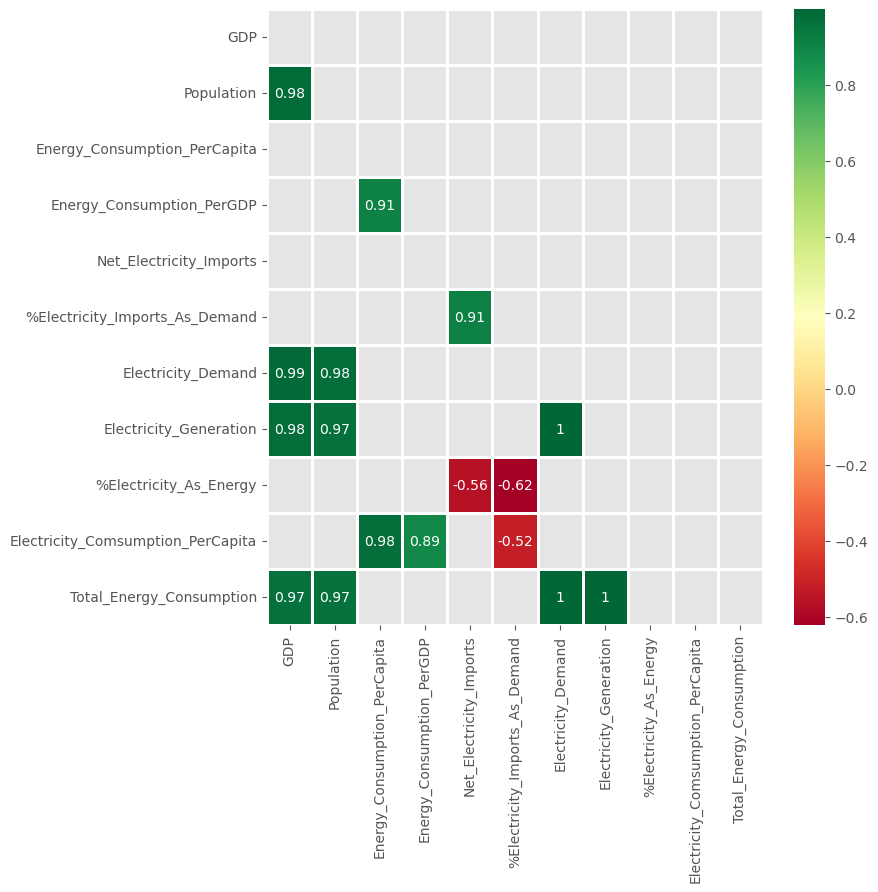 GDP
Population 0.98
Energy_Consumption_PerCapita
Energy_Consumption_PerGDP 0.91
Net_Electricity_Imports
%Electricity_Imports_As_Demand 0.91
Electricity_Demand 0.99 0.98
Electricity_Generation 0.98 0.97 1
%Electricity_As_Energy -0.56 -0.62
Electricity_Comsumption_PerCapita 0.98 0.89 -0.52
Total_Energy_Consumption 0.97 0.97 1 1
GDP
Population
Energy_Consumption_PerCapita
Energy_Consumption_PerGDP
Net_Electricity_Imports
%Electricity_Imports_As_Demand
Electricity_Demand
Electricity_Generation
%Electricity_As_Energy
Electricity_Comsumption_PerCapita
Total_Energy_Consumption
0.8
0.6
0.4
0.2
0.0
−0.2
−0.4
−0.6